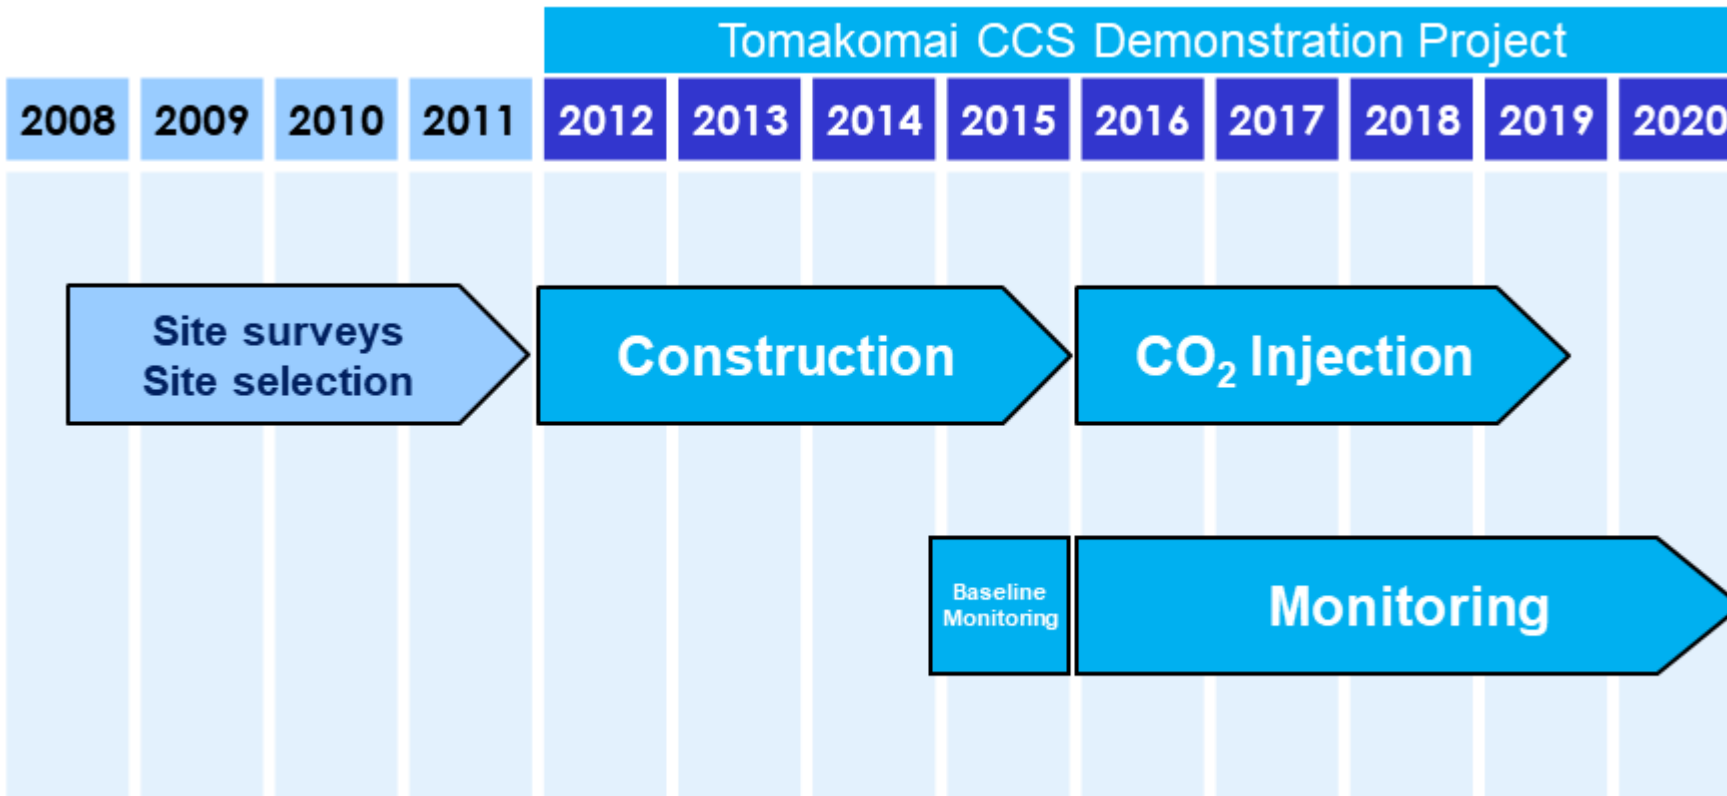 Tomakomai CCS Demonstration Project
2008 2009 2010 2011 2012 2013 2014 2015 2016 2017 2018 2019 2020
Site surveys
Site selection
Construction
CO₂ Injection
Baseline
Monitoring
Monitoring